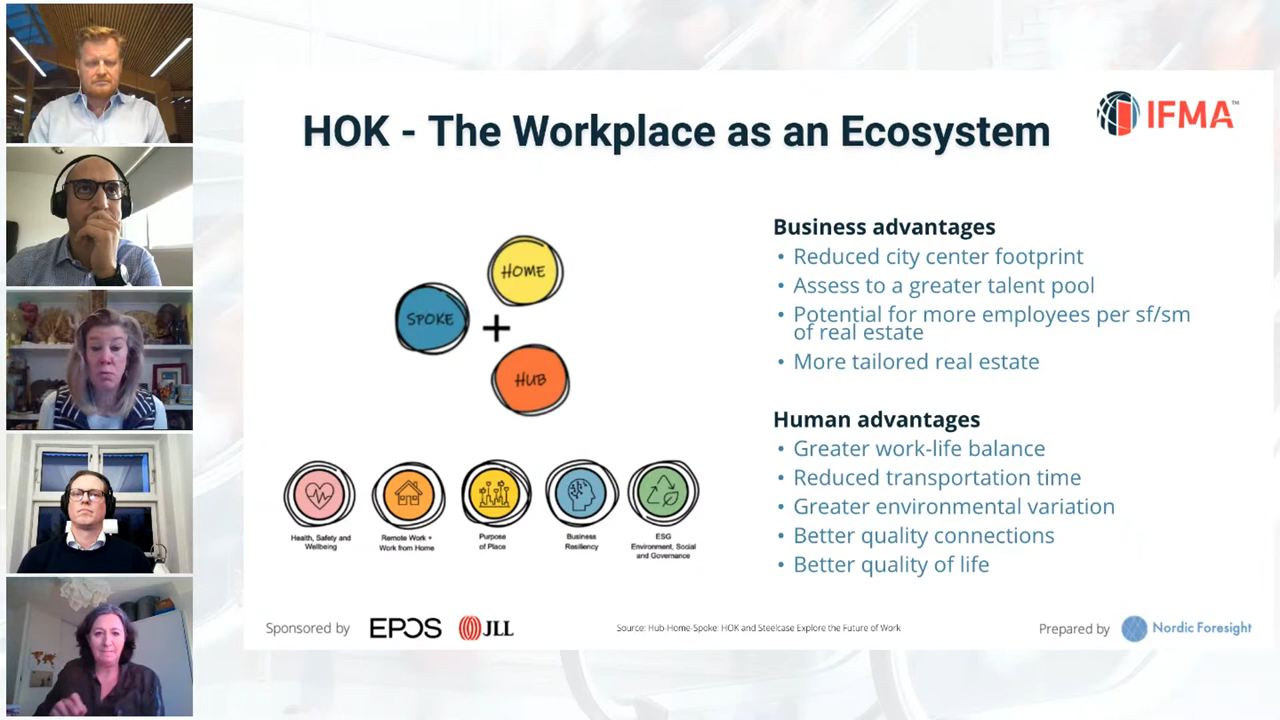 HOK - The Workplace as an Ecosystem
IFMA™
HOME
SPOKE
+
HUB
Health, Safety and
Wellbeing
Remote Work +
Work from Home
Purpose
of Place
Business
Resiliency
ESG
Environment, Social
and Governance
Business advantages
• Reduced city center footprint
• Assess to a greater talent pool
• Potential for more employees per sf/sm
of real estate
• More tailored real estate
Human advantages
• Greater work-life balance
• Reduced transportation time
• Greater environmental variation
• Better quality connections
• Better quality of life
Sponsored by EPOS JLL
Source: Hub-Home-Spoke: HOK and Steelcase Explore the Future of Work
Prepared by Nordic Foresight